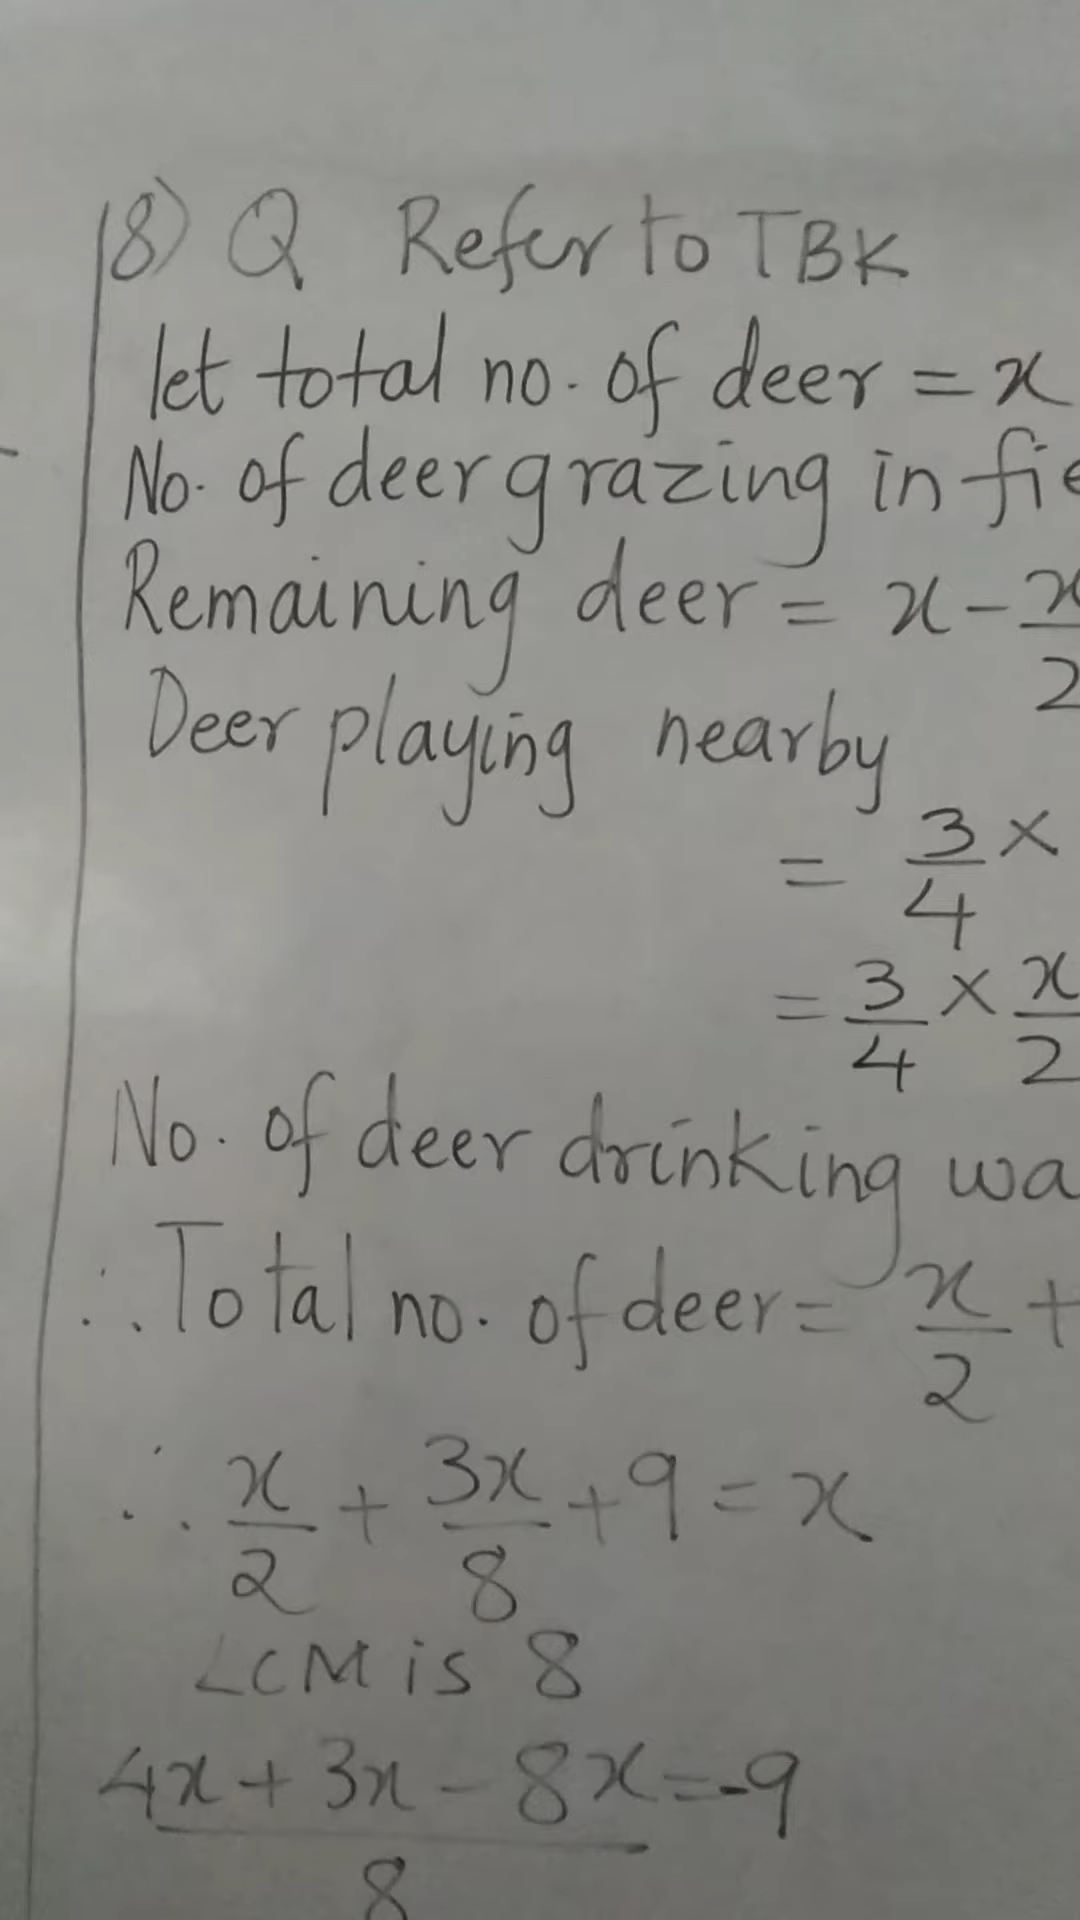 18) Q Refer to TBK
let total no. of deer = x
No. of deer grazing in fie
Remaining deer = x - x/2
Deer playing nearby
= 3/4 ×
= 3/4 × x/2
No. of deer drinking wa
∴ Total no. of deer = x/2 +
∴ x/2 + 3x/8 + 9 = x
LCM is 8
4x + 3x - 8x/8 = -9